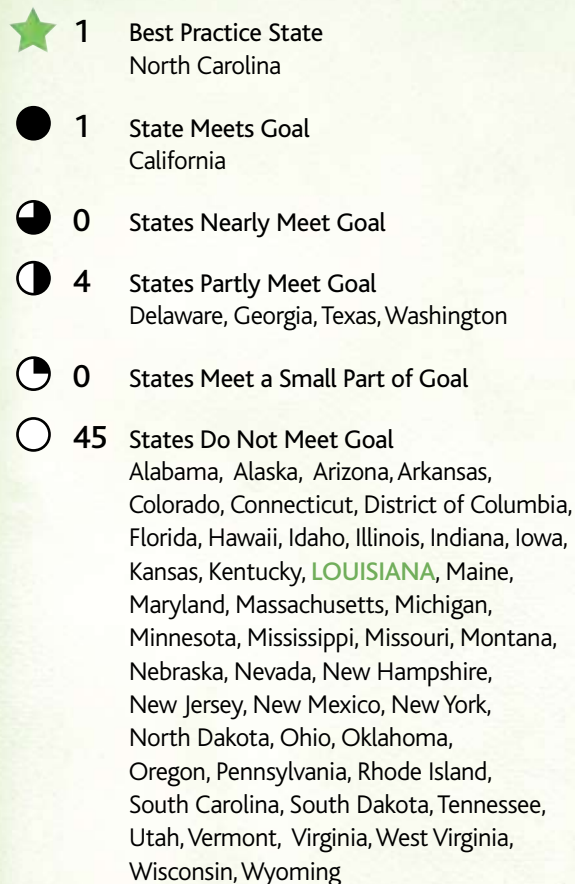 1 Best Practice State
North Carolina
1 State Meets Goal
California
0 States Nearly Meet Goal
4 States Partly Meet Goal
Delaware, Georgia, Texas, Washington
0 States Meet a Small Part of Goal
45 States Do Not Meet Goal
Alabama, Alaska, Arizona, Arkansas,
Colorado, Connecticut, District of Columbia,
Florida, Hawaii, Idaho, Illinois, Indiana, Iowa,
Kansas, Kentucky, LOUISIANA, Maine,
Maryland, Massachusetts, Michigan,
Minnesota, Mississippi, Missouri, Montana,
Nebraska, Nevada, New Hampshire,
New Jersey, New Mexico, New York,
North Dakota, Ohio, Oklahoma,
Oregon, Pennsylvania, Rhode Island,
South Carolina, South Dakota, Tennessee,
Utah, Vermont, Virginia, West Virginia,
Wisconsin, Wyoming